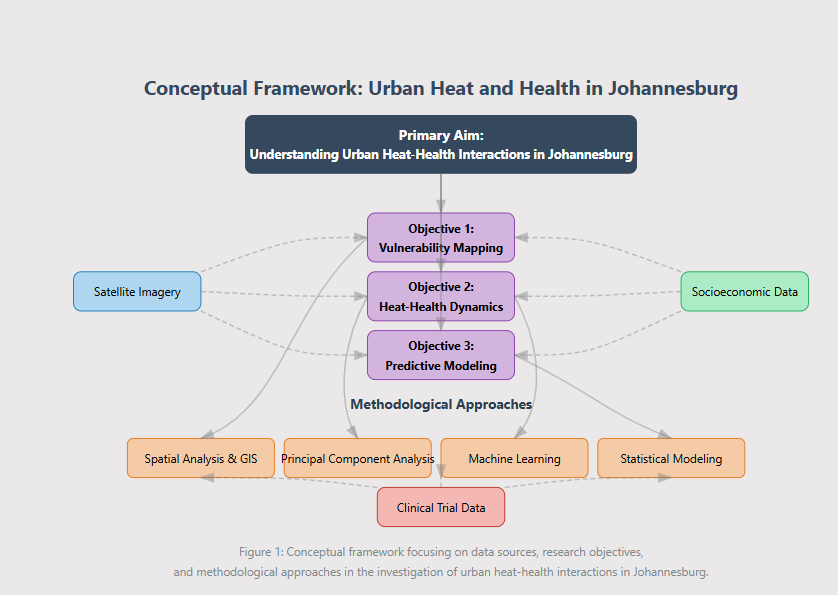 Conceptual Framework: Urban Heat and Health in Johannesburg
Primary Aim:
Understanding Urban Heat-Health Interactions in Johannesburg
Objective 1:
Vulnerability Mapping
Satellite Imagery
Objective 2:
Heat-Health Dynamics
Socioeconomic Data
Objective 3:
Predictive Modeling
Methodological Approaches
Spatial Analysis & GIS
Principal Component Analysis
Machine Learning
Statistical Modeling
Clinical Trial Data
Figure 1: Conceptual framework focusing on data sources, research objectives,
and methodological approaches in the investigation of urban heat-health interactions in Johannesburg.